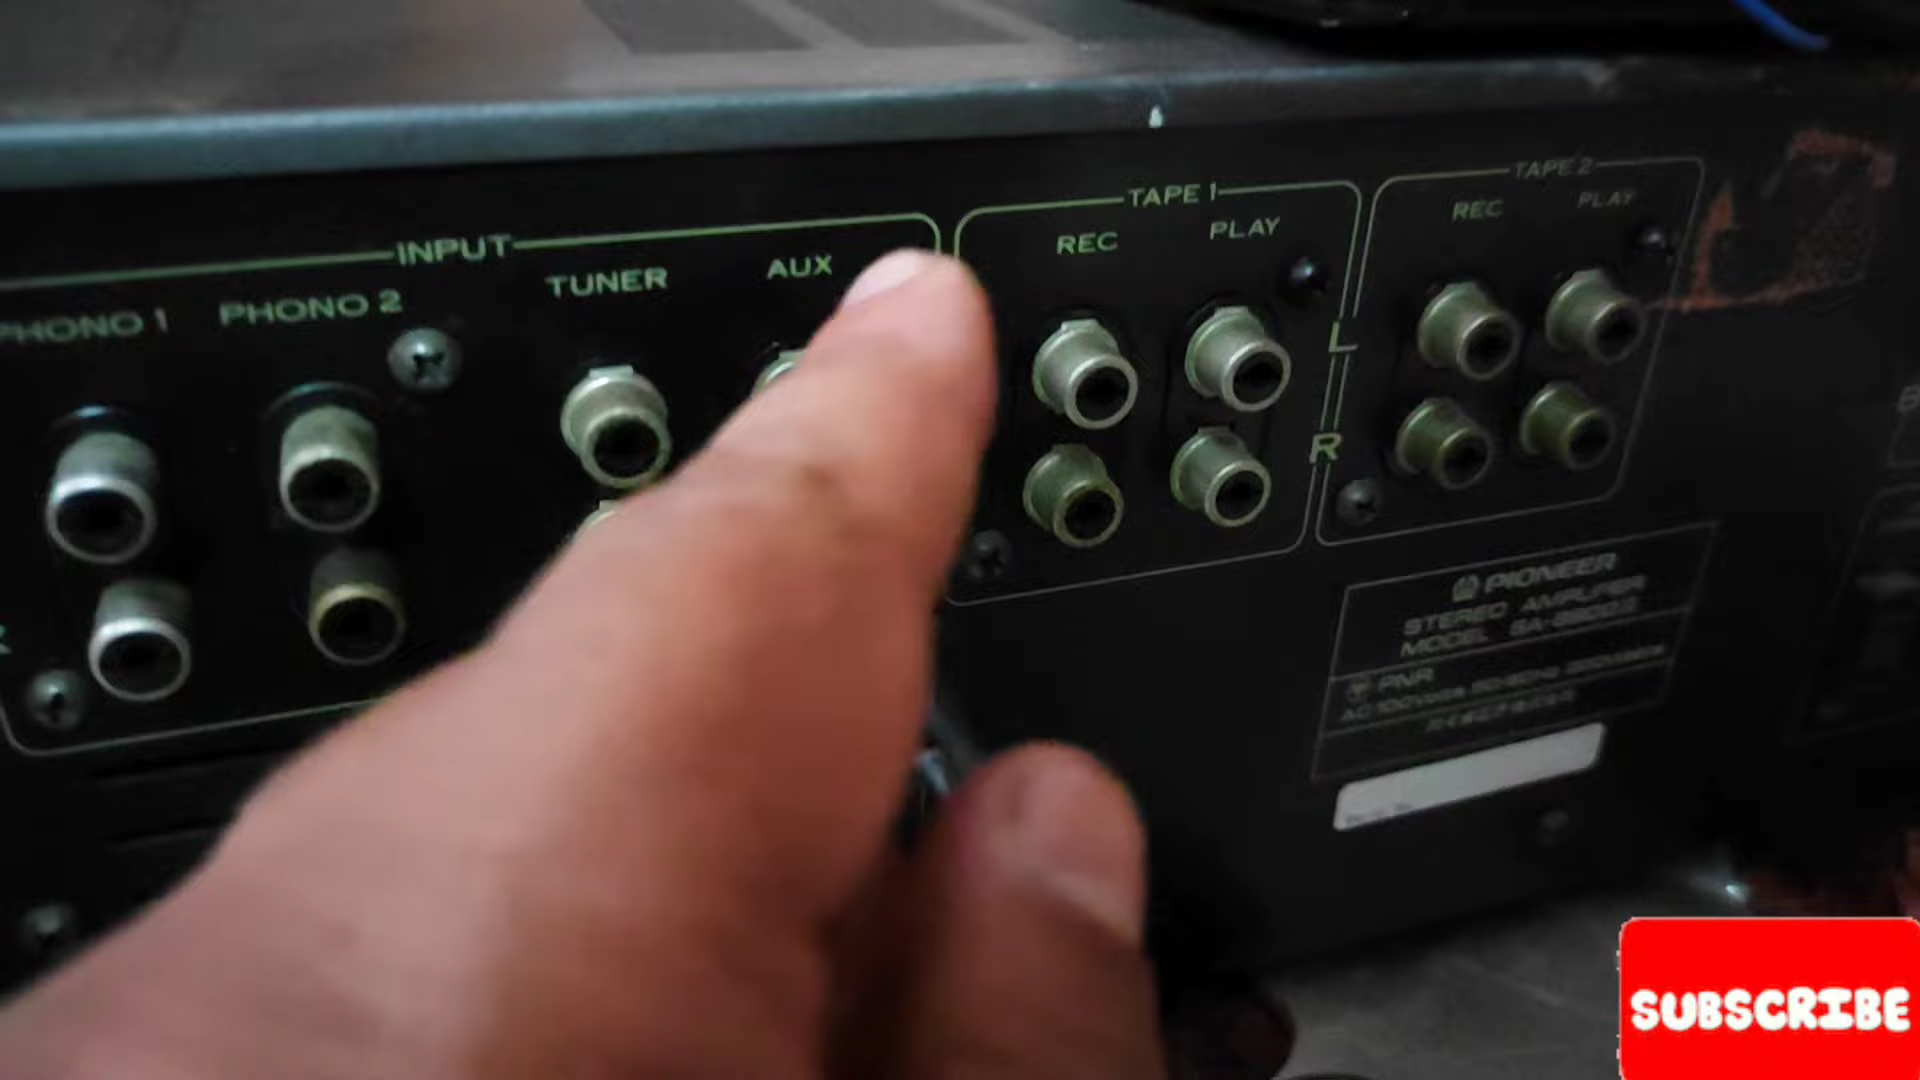 INPUT
PHONO 1
PHONO 2
TUNER
AUX
TAPE 1
REC
PLAY
TAPE 2
REC
PLAY
L
R
PIONEER
STEREO AMPLIFIER
MODEL
PNR
SUBSCRIBE